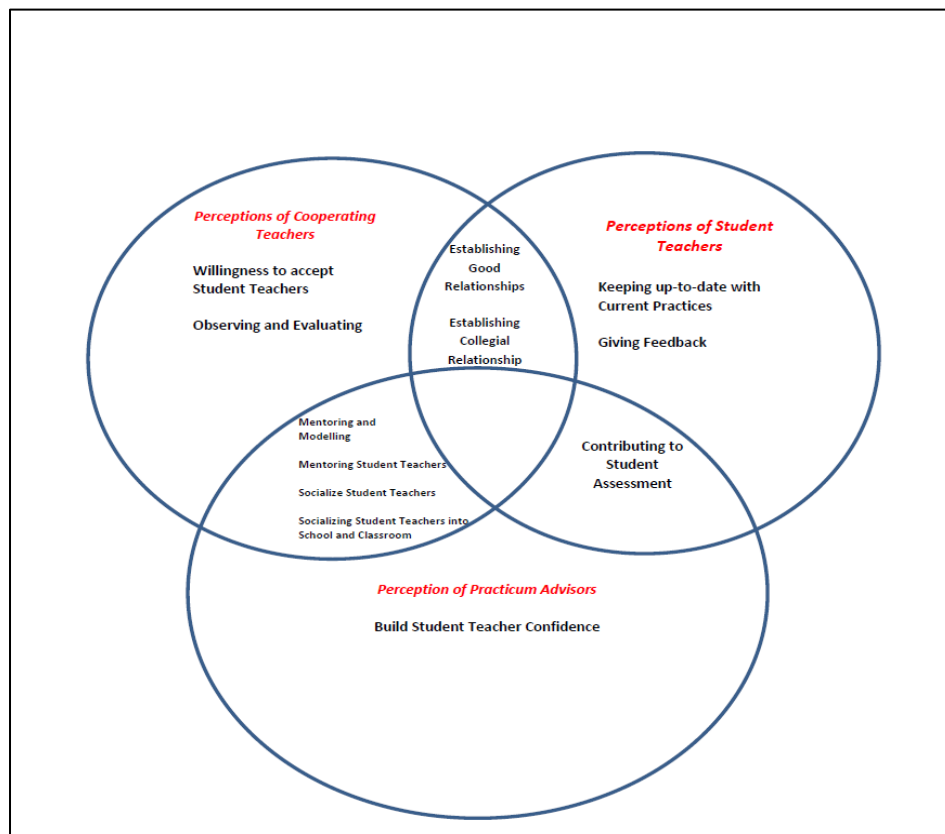 Perceptions of Cooperating
Teachers
Willingness to accept
Student Teachers
Observing and Evaluating
Establishing
Good
Relationships
Establishing
Collegial
Relationship
Perceptions of Student
Teachers
Keeping up-to-date with
Current Practices
Giving Feedback
Mentoring and
Modelling
Mentoring Student Teachers
Socialize Student Teachers
Socializing Student Teachers into
School and Classroom
Contributing to
Student
Assessment
Perception of Practicum Advisors
Build Student Teacher Confidence